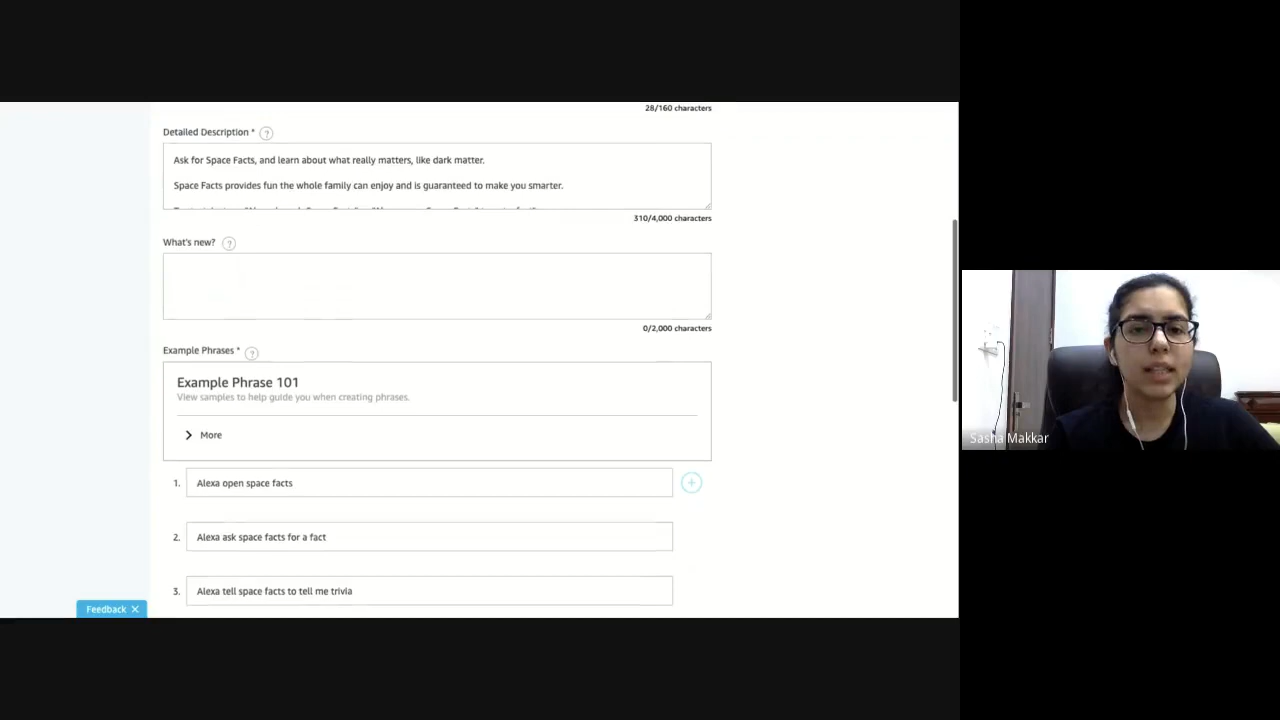 28/160 characters
Detailed Description * ?
Ask for Space Facts, and learn about what really matters, like dark matter.
Space Facts provides fun the whole family can enjoy and is guaranteed to make you smarter.
310/4,000 characters
What's new? ?
0/2,000 characters
Example Phrases * ?
Example Phrase 101
View samples to help guide you when creating phrases.
More
1. Alexa open space facts
2. Alexa ask space facts for a fact
3. Alexa tell space facts to tell me trivia
Feedback
Sasha Makkar